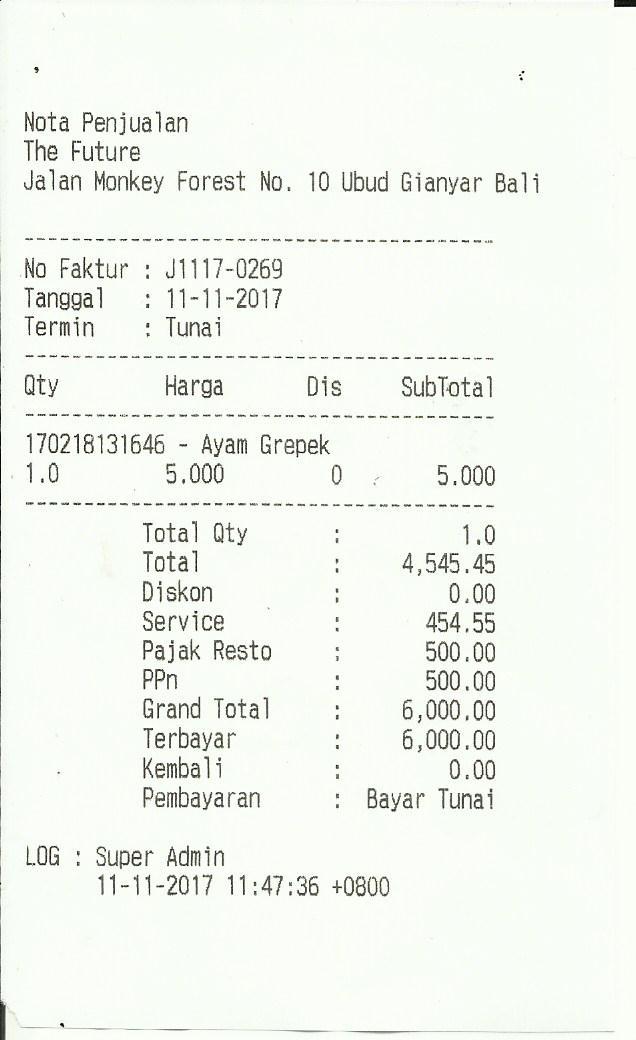 Nota Penjualan
The Future
Jalan Monkey Forest No. 10 Ubud Gianyar Bali
----------------------------------------
No Faktur : J1117-0269
Tanggal : 11-11-2017
Termin : Tunai
----------------------------------------
Qty Harga Dis SubTotal
----------------------------------------
170218131646 - Ayam Grepek
1.0 5.000 0 5.000
----------------------------------------
Total Qty : 1.0
Total : 4,545.45
Diskon : 0.00
Service : 454.55
Pajak Resto : 500.00
PPn : 500.00
Grand Total : 6,000.00
Terbayar : 6,000.00
Kembali : 0.00
Pembayaran : Bayar Tunai
LOG : Super Admin
11-11-2017 11:47:36 +0800